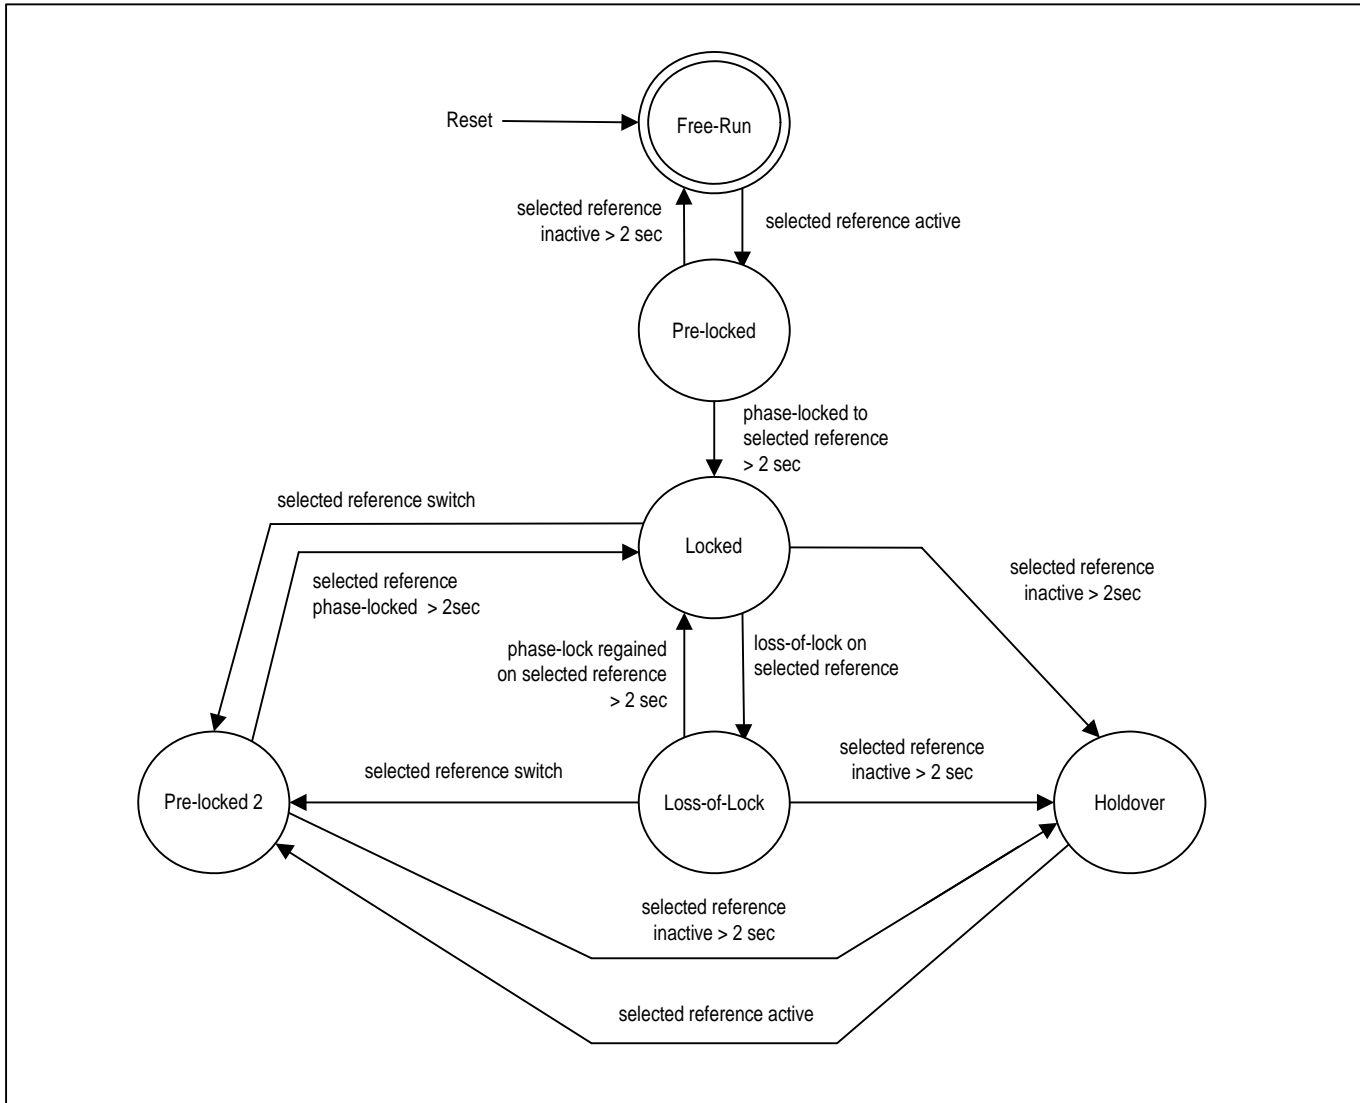 Reset
Free-Run
selected reference
inactive > 2 sec
selected reference active
Pre-locked
phase-locked to
selected reference
> 2 sec
selected reference switch
Locked
selected reference
inactive > 2sec
selected reference
phase-locked  > 2sec
phase-lock regained
on selected reference
> 2 sec
loss-of-lock on
selected reference
selected reference
inactive > 2 sec
selected reference switch
Pre-locked 2
Loss-of-Lock
Holdover
selected reference
inactive > 2 sec
selected reference active